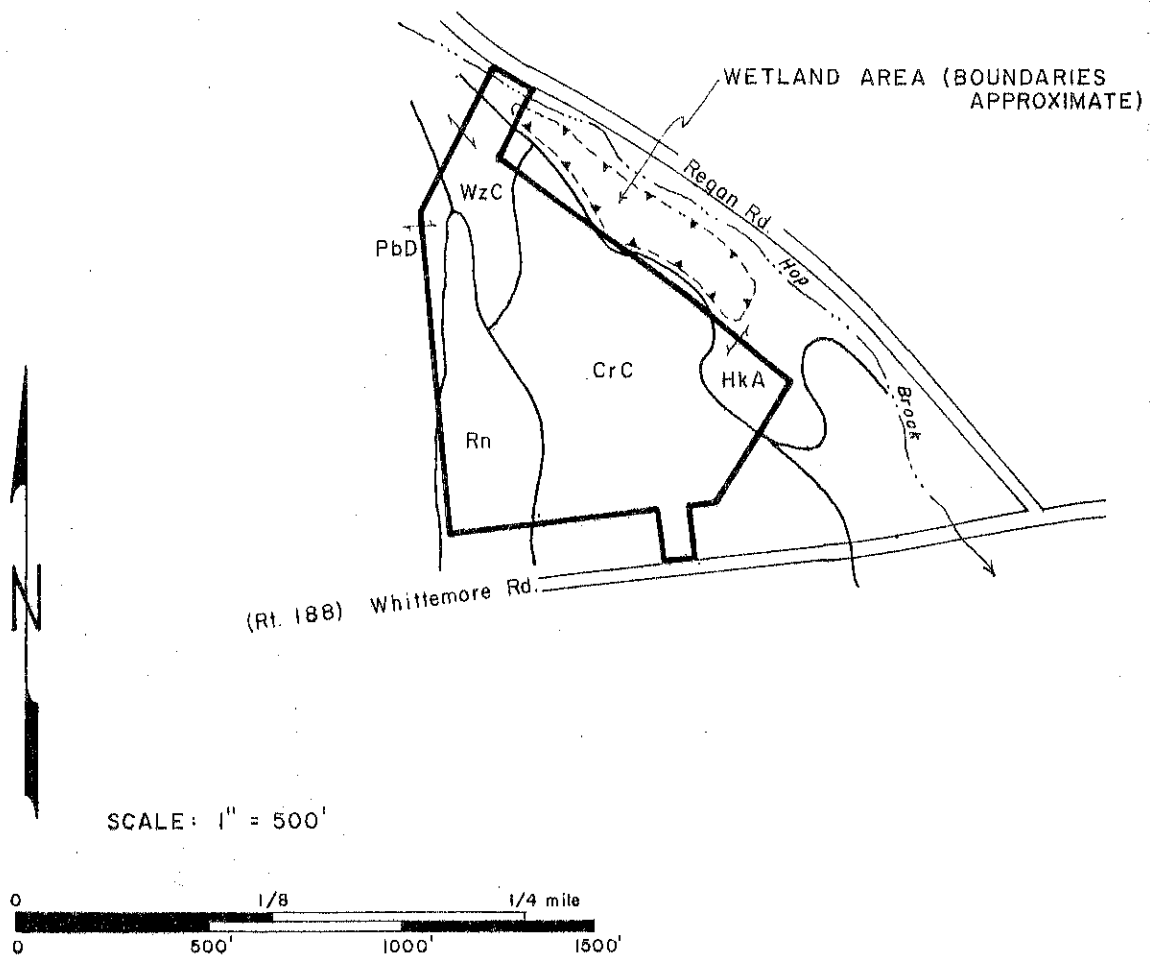 WETLAND AREA (BOUNDARIES
APPROXIMATE)
Regan Rd.
WzC
PbD
Hop
Brook
CrC
HkA
Rn
N
(Rt. 188) Whittemore Rd.
SCALE: 1" = 500'
0 1/8 1/4 mile
0 500' 1000' 1500'